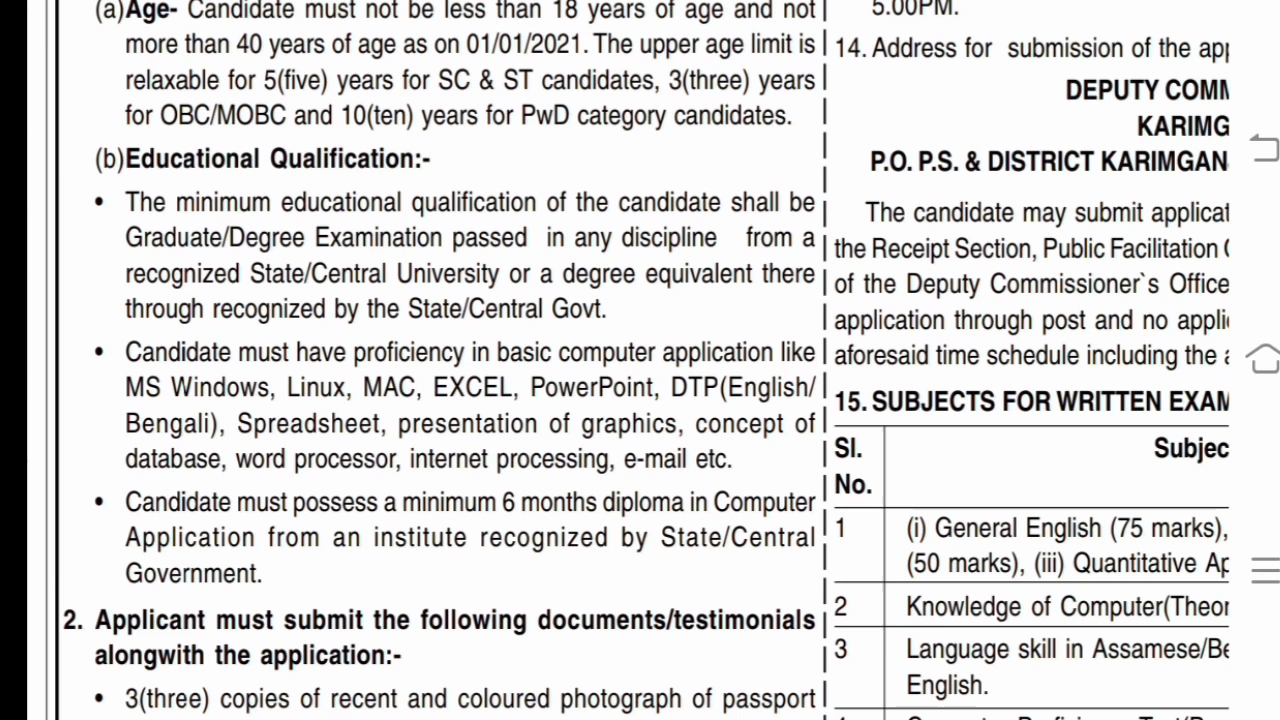 (a)Age- Candidate must not be less than 18 years of age and not
more than 40 years of age as on 01/01/2021. The upper age limit is
relaxable for 5(five) years for SC & ST candidates, 3(three) years
for OBC/MOBC and 10(ten) years for PwD category candidates.
(b)Educational Qualification:-
• The minimum educational qualification of the candidate shall be
Graduate/Degree Examination passed in any discipline from a
recognized State/Central University or a degree equivalent there
through recognized by the State/Central Govt.
• Candidate must have proficiency in basic computer application like
MS Windows, Linux, MAC, EXCEL, PowerPoint, DTP(English/
Bengali), Spreadsheet, presentation of graphics, concept of
database, word processor, internet processing, e-mail etc.
• Candidate must possess a minimum 6 months diploma in Computer
Application from an institute recognized by State/Central
Government.
2. Applicant must submit the following documents/testimonials
alongwith the application:-
• 3(three) copies of recent and coloured photograph of passport
5.00PM.
14. Address for submission of the
DEPUTY
P.O. P.S. & DISTRICT
The candidate may submit
the Receipt Section, Public Facilitation
of the Deputy Commissioner`s Office
application through post and no
aforesaid time schedule including the
15. SUBJECTS FOR WRITTEN
Sl.
No.
1
(i) General English (75 marks),
(50 marks), (iii) Quantitative
2
Knowledge of
3
Language skill in
English.